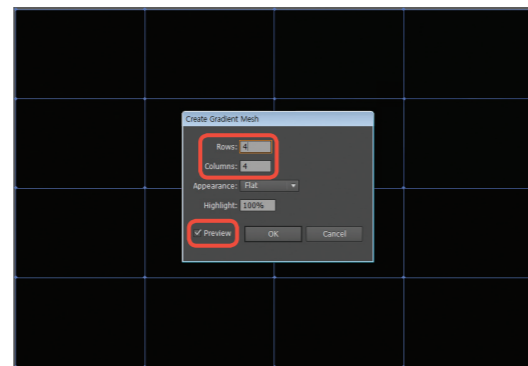 Create Gradient Mesh
Rows: 4
Columns: 4
Appearance: Flat
Highlight: 100%
Preview OK Cancel